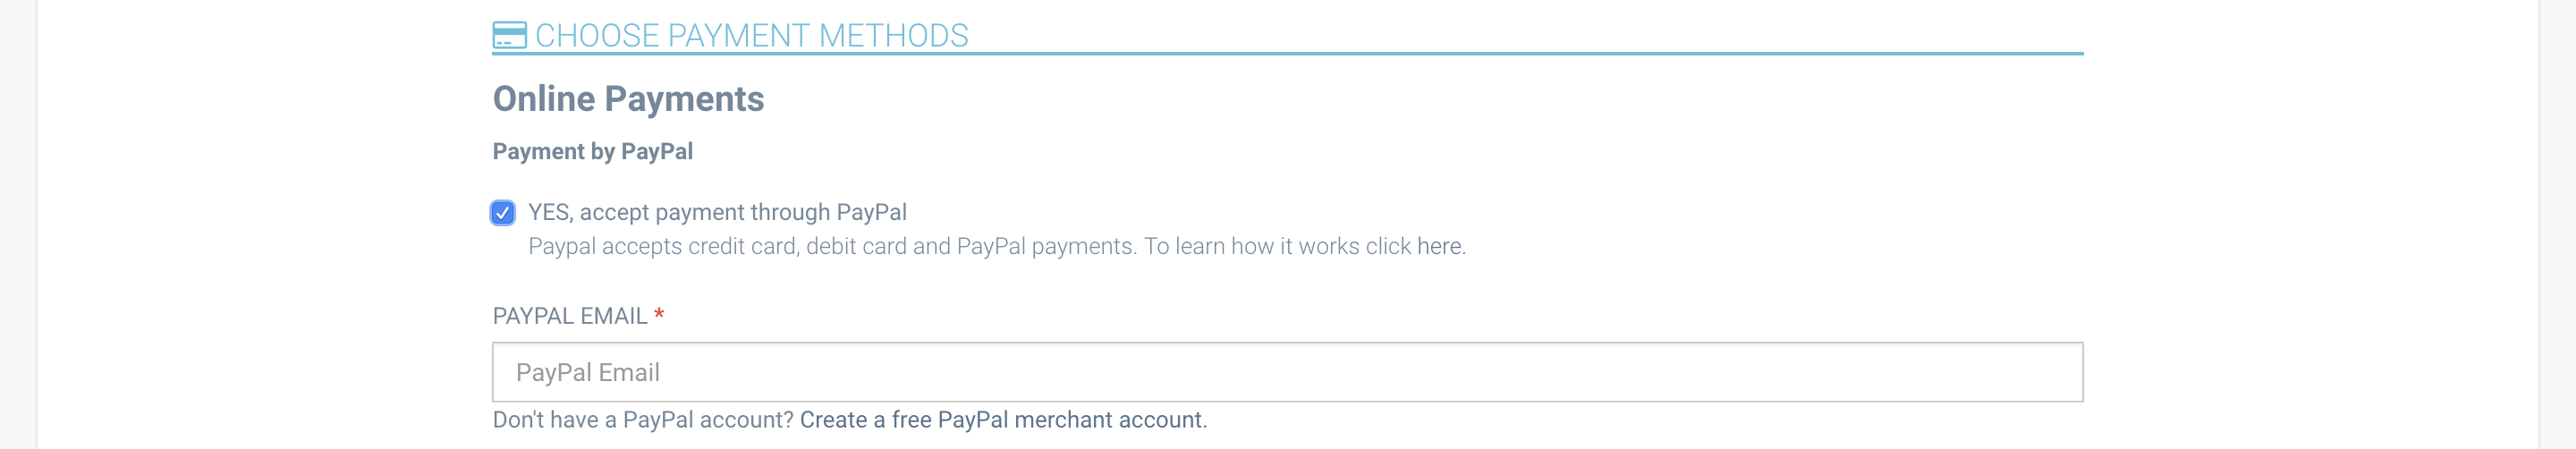 CHOOSE PAYMENT METHODS
Online Payments
Payment by PayPal
YES, accept payment through PayPal
Paypal accepts credit card, debit card and PayPal payments. To learn how it works click here.
PAYPAL EMAIL *
PayPal Email
Don't have a PayPal account? Create a free PayPal merchant account.